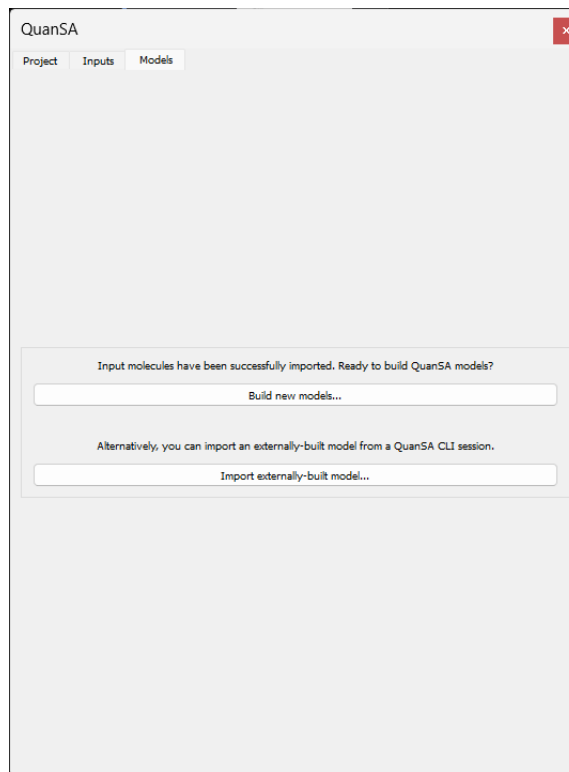 QuanSA
Project Inputs Models
Input molecules have been successfully imported. Ready to build QuanSA models?
Build new models...
Alternatively, you can import an externally-built model from a QuanSA CLI session.
Import externally-built model...